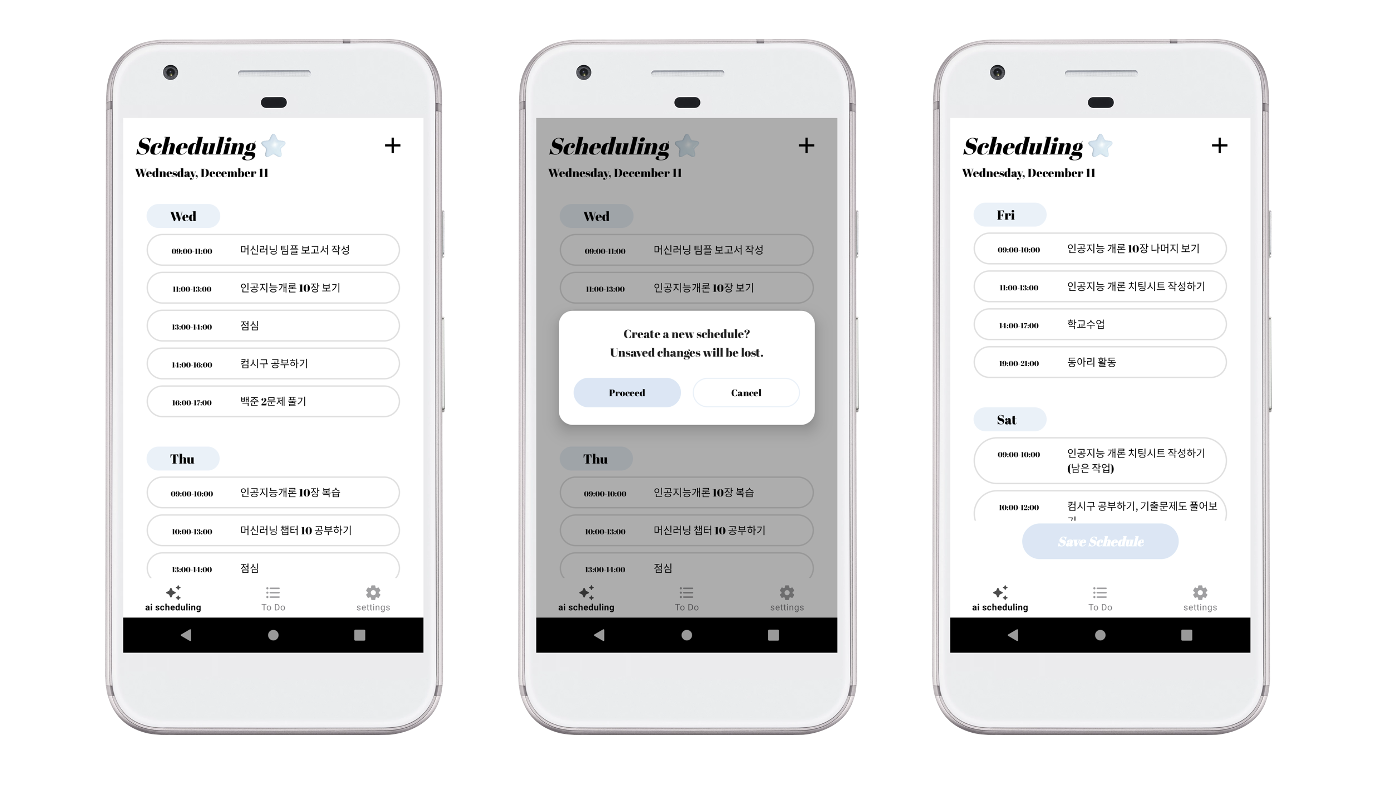 Scheduling
Wednesday, December 11
Wed
09:00-11:00 머신러닝 팀플 보고서 작성
11:00-13:00 인공지능개론 10장 보기
13:00-14:00 점심
14:00-16:00 컴시구 공부하기
16:00-17:00 백준 2문제 풀기
Thu
09:00-10:00 인공지능개론 10장 복습
10:00-13:00 머신러닝 챕터 10 공부하기
13:00-14:00 점심
ai scheduling To Do settings
Scheduling
Wednesday, December 11
Wed
09:00-11:00 머신러닝 팀플 보고서 작성
11:00-13:00 인공지능개론 10장 보기
Create a new schedule?
Unsaved changes will be lost.
Proceed Cancel
Thu
09:00-10:00 인공지능개론 10장 복습
10:00-13:00 머신러닝 챕터 10 공부하기
13:00-14:00 점심
ai scheduling To Do settings
Scheduling
Wednesday, December 11
Fri
09:00-10:00 인공지능 개론 10장 나머지 보기
11:00-13:00 인공지능 개론 치팅시트 작성하기
14:00-17:00 학교수업
19:00-21:00 동아리 활동
Sat
09:00-10:00 인공지능 개론 치팅시트 작성하기
(남은 작업)
10:00-12:00 컴시구 공부하기, 기출문제도 풀어보
기
Save Schedule
ai scheduling To Do settings